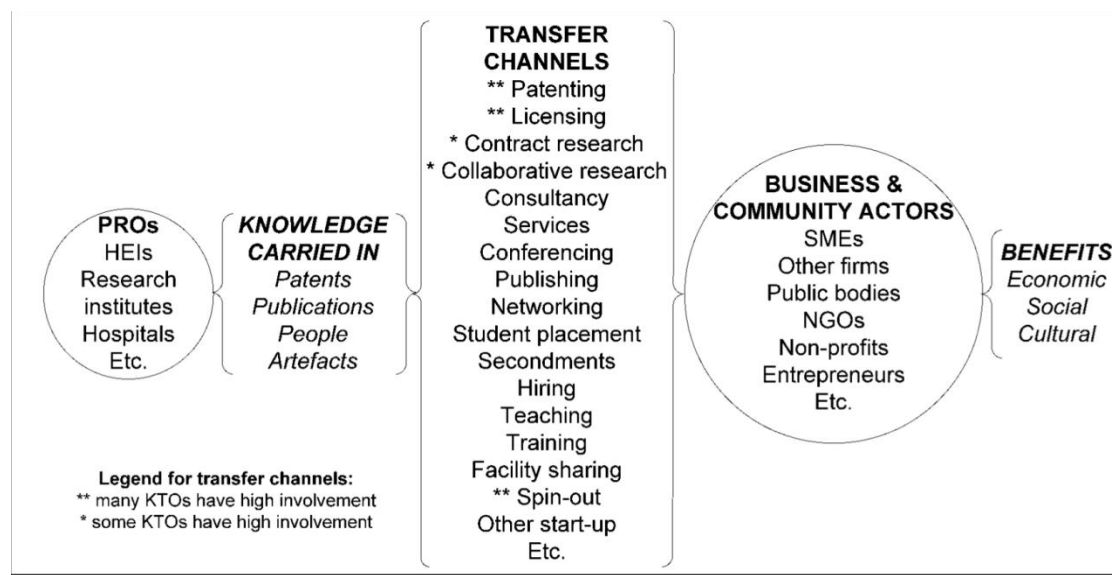 PROs
HEIs
Research
institutes
Hospitals
Etc.
KNOWLEDGE
CARRIED IN
Patents
Publications
People
Artefacts
TRANSFER
CHANNELS
** Patenting
** Licensing
* Contract research
* Collaborative research
Consultancy
Services
Conferencing
Publishing
Networking
Student placement
Secondments
Hiring
Teaching
Training
Facility sharing
** Spin-out
Other start-up
Etc.
BUSINESS &
COMMUNITY ACTORS
SMEs
Other firms
Public bodies
NGOs
Non-profits
Entrepreneurs
Etc.
BENEFITS
Economic
Social
Cultural
Legend for transfer channels:
** many KTOs have high involvement
* some KTOs have high involvement